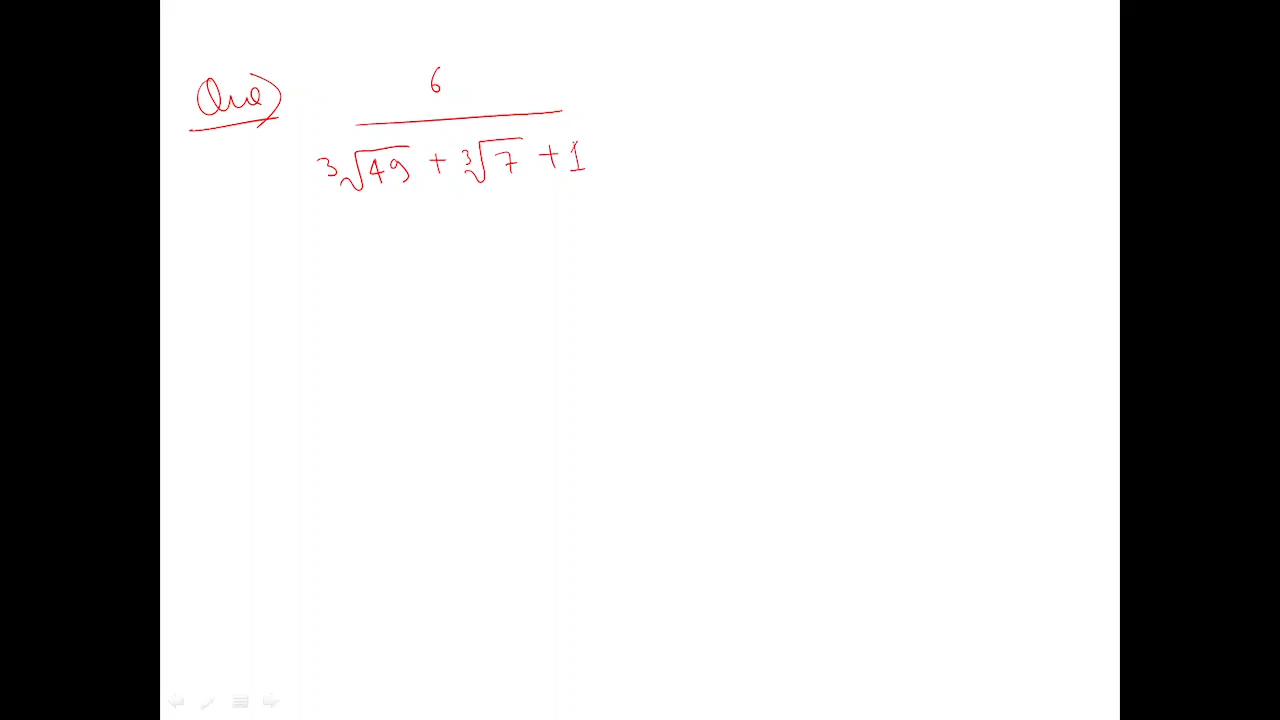 Que)
6
³√49 + ³√7 + 1